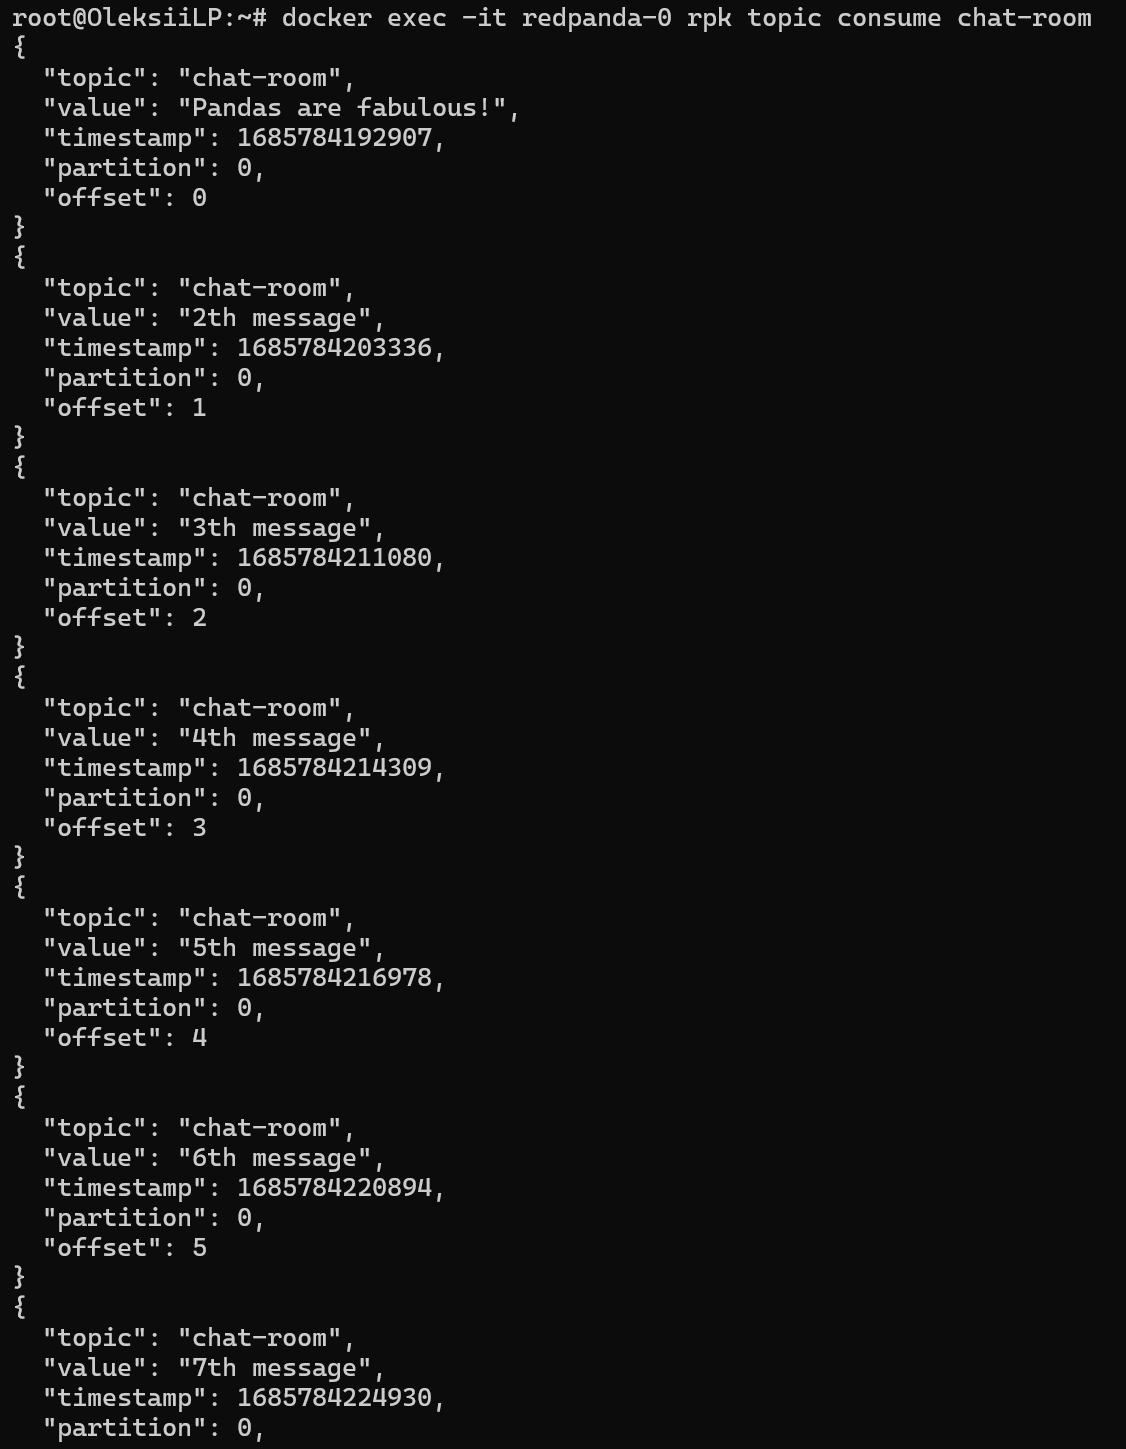 root@OleksiiLP:~# docker exec -it redpanda-0 rpk topic consume chat-room
{
  "topic": "chat-room",
  "value": "Pandas are fabulous!",
  "timestamp": 1685784192907,
  "partition": 0,
  "offset": 0
}
{
  "topic": "chat-room",
  "value": "2th message",
  "timestamp": 1685784203336,
  "partition": 0,
  "offset": 1
}
{
  "topic": "chat-room",
  "value": "3th message",
  "timestamp": 1685784211080,
  "partition": 0,
  "offset": 2
}
{
  "topic": "chat-room",
  "value": "4th message",
  "timestamp": 1685784214309,
  "partition": 0,
  "offset": 3
}
{
  "topic": "chat-room",
  "value": "5th message",
  "timestamp": 1685784216978,
  "partition": 0,
  "offset": 4
}
{
  "topic": "chat-room",
  "value": "6th message",
  "timestamp": 1685784220894,
  "partition": 0,
  "offset": 5
}
{
  "topic": "chat-room",
  "value": "7th message",
  "timestamp": 1685784224930,
  "partition": 0,